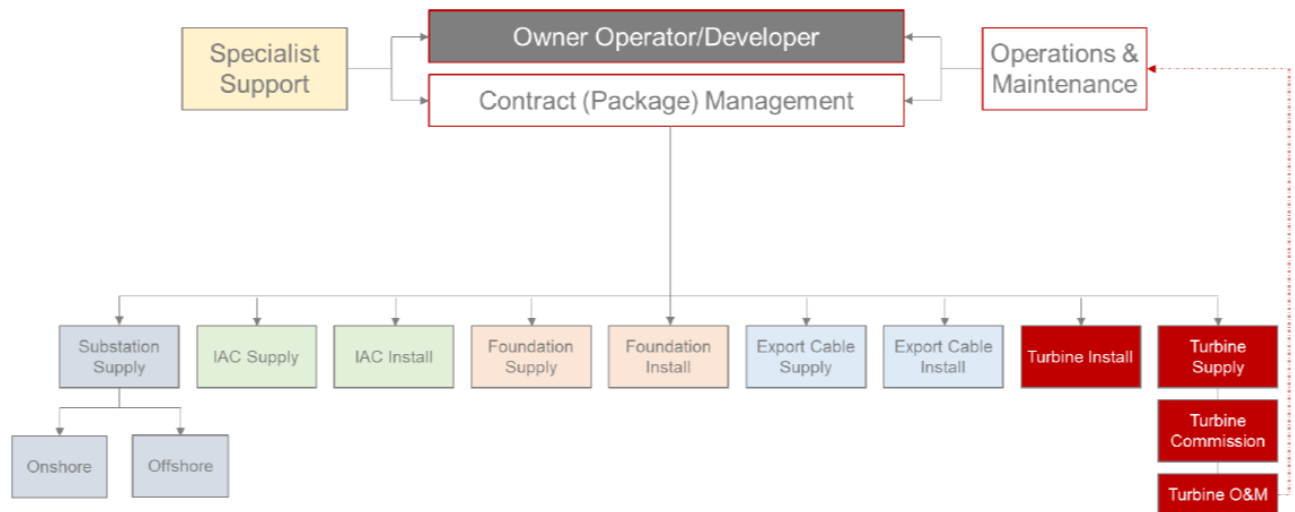 Owner Operator/Developer
Specialist
Support
Operations &
Maintenance
Contract (Package) Management
Substation
Supply
IAC Supply
IAC Install
Foundation
Supply
Foundation
Install
Export Cable
Supply
Export Cable
Install
Turbine Install
Turbine
Supply
Onshore
Offshore
Turbine
Commission
Turbine O&M